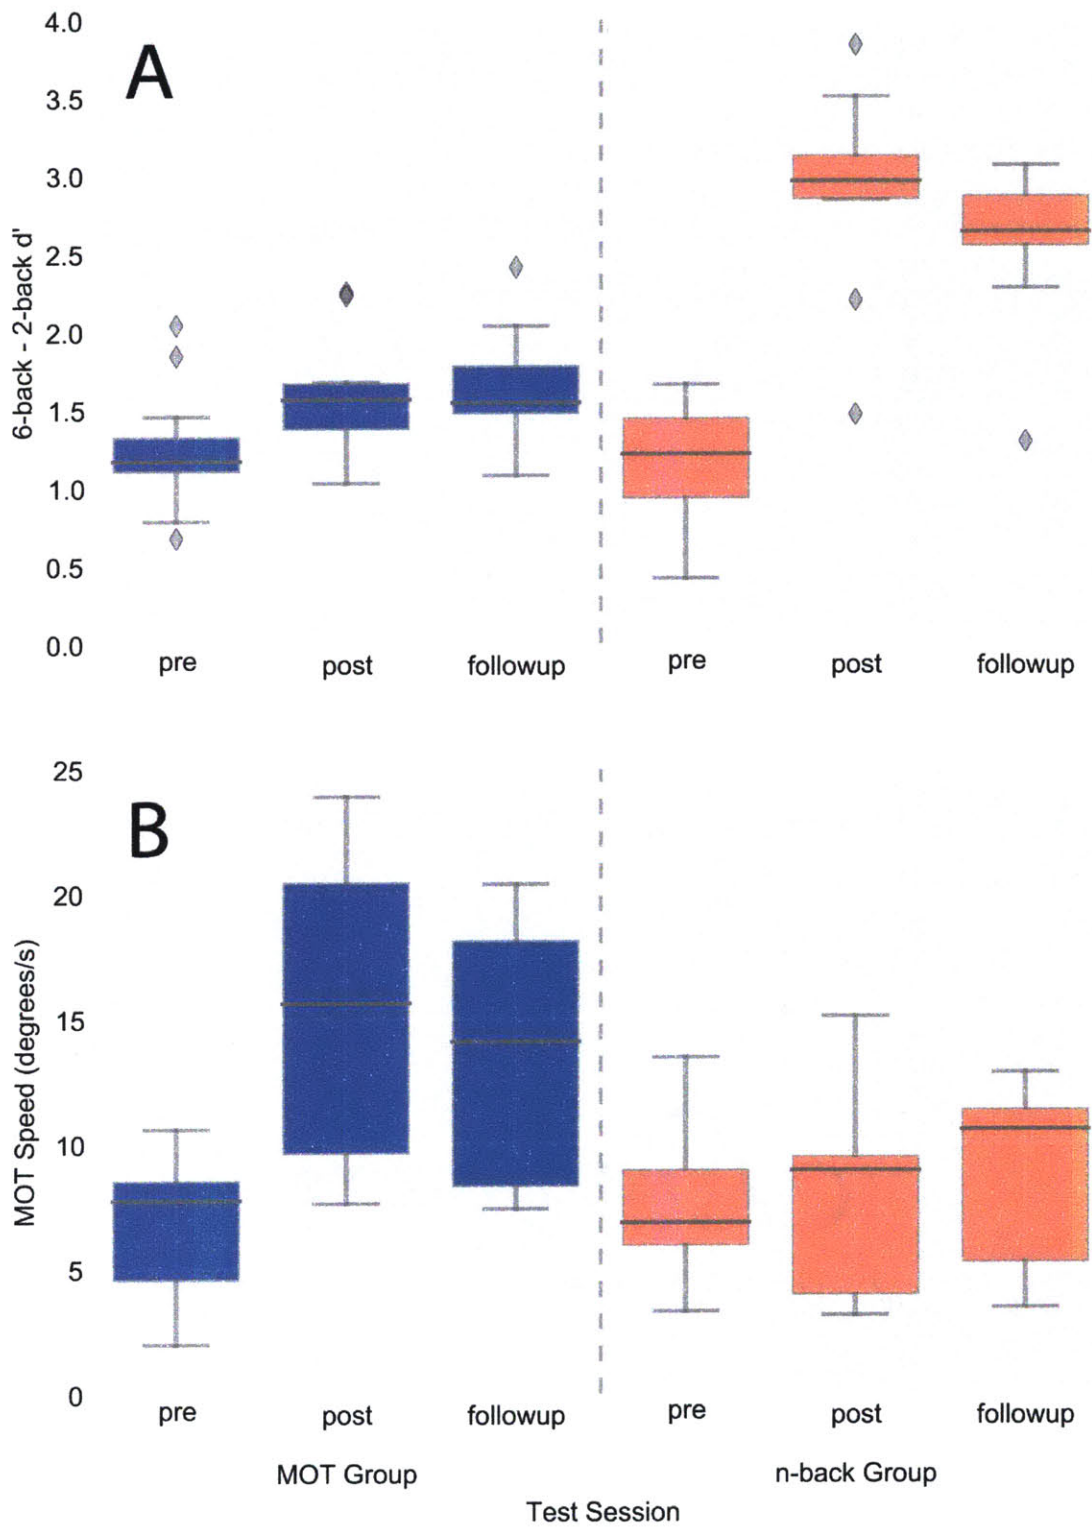 A
6-back - 2-back d'
4.0
3.5
3.0
2.5
2.0
1.5
1.0
0.5
0.0
pre post followup pre post followup
B
MOT Speed (degrees/s)
25
20
15
10
5
0
pre post followup pre post followup
MOT Group n-back Group
Test Session